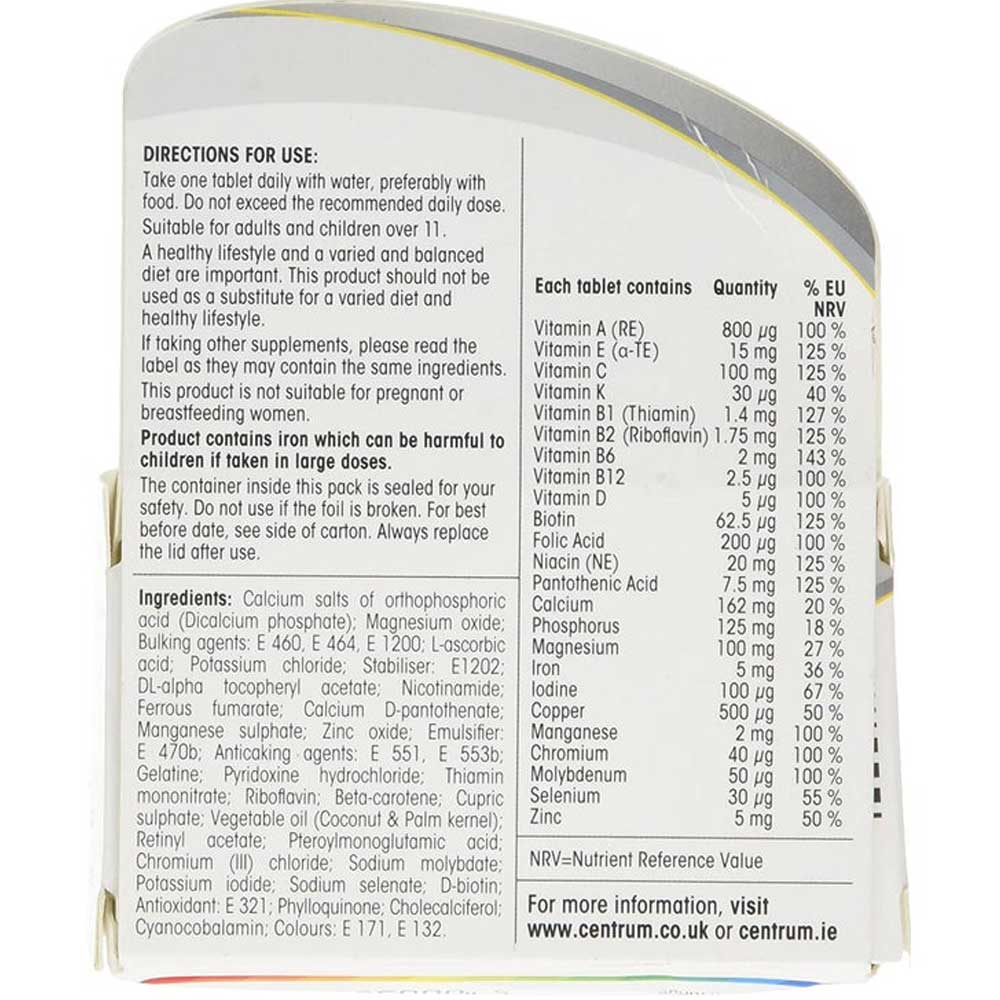 DIRECTIONS FOR USE:
Take one tablet daily with water, preferably with
food. Do not exceed the recommended daily dose.
Suitable for adults and children over 11.
A healthy lifestyle and a varied and balanced
diet are important. This product should not be
used as a substitute for a varied diet and
healthy lifestyle.
If taking other supplements, please read the
label as they may contain the same ingredients.
This product is not suitable for pregnant or
breastfeeding women.
Product contains iron which can be harmful to
children if taken in large doses.
The container inside this pack is sealed for your
safety. Do not use if the foil is broken. For best
before date, see side of carton. Always replace
the lid after use.
Ingredients: Calcium salts of orthophosphoric
acid (Dicalcium phosphate); Magnesium oxide;
Bulking agents: E 460, E 464, E 1200; L-ascorbic
acid; Potassium chloride; Stabiliser: E1202;
DL-alpha tocopheryl acetate; Nicotinamide;
Ferrous fumarate; Calcium D-pantothenate;
Manganese sulphate; Zinc oxide; Emulsifier:
E 470b; Anticaking agents: E 551, E 553b;
Gelatine; Pyridoxine hydrochloride; Thiamin
mononitrate; Riboflavin; Beta-carotene; Cupric
sulphate; Vegetable oil (Coconut & Palm kernel);
Retinyl acetate; Pteroylmonoglutamic acid;
Chromium (III) chloride; Sodium molybdate;
Potassium iodide; Sodium selenate; D-biotin;
Antioxidant: E 321; Phylloquinone; Cholecalciferol;
Cyanocobalamin; Colours: E 171, E 132.
Each tablet contains Quantity % EU
NRV
Vitamin A (RE) 800 µg 100 %
Vitamin E (α-TE) 15 mg 125 %
Vitamin C 100 mg 125 %
Vitamin K 30 µg 40 %
Vitamin B1 (Thiamin) 1.4 mg 127 %
Vitamin B2 (Riboflavin) 1.75 mg 125 %
Vitamin B6 2 mg 143 %
Vitamin B12 2.5 µg 100 %
Vitamin D 5 µg 100 %
Biotin 62.5 µg 125 %
Folic Acid 200 µg 100 %
Niacin (NE) 20 mg 125 %
Pantothenic Acid 7.5 mg 125 %
Calcium 162 mg 20 %
Phosphorus 125 mg 18 %
Magnesium 100 mg 27 %
Iron 5 mg 36 %
Iodine 100 µg 67 %
Copper 500 µg 50 %
Manganese 2 mg 100 %
Chromium 40 µg 100 %
Molybdenum 50 µg 100 %
Selenium 30 µg 55 %
Zinc 5 mg 50 %
NRV=Nutrient Reference Value
For more information, visit
www.centrum.co.uk or centrum.ie